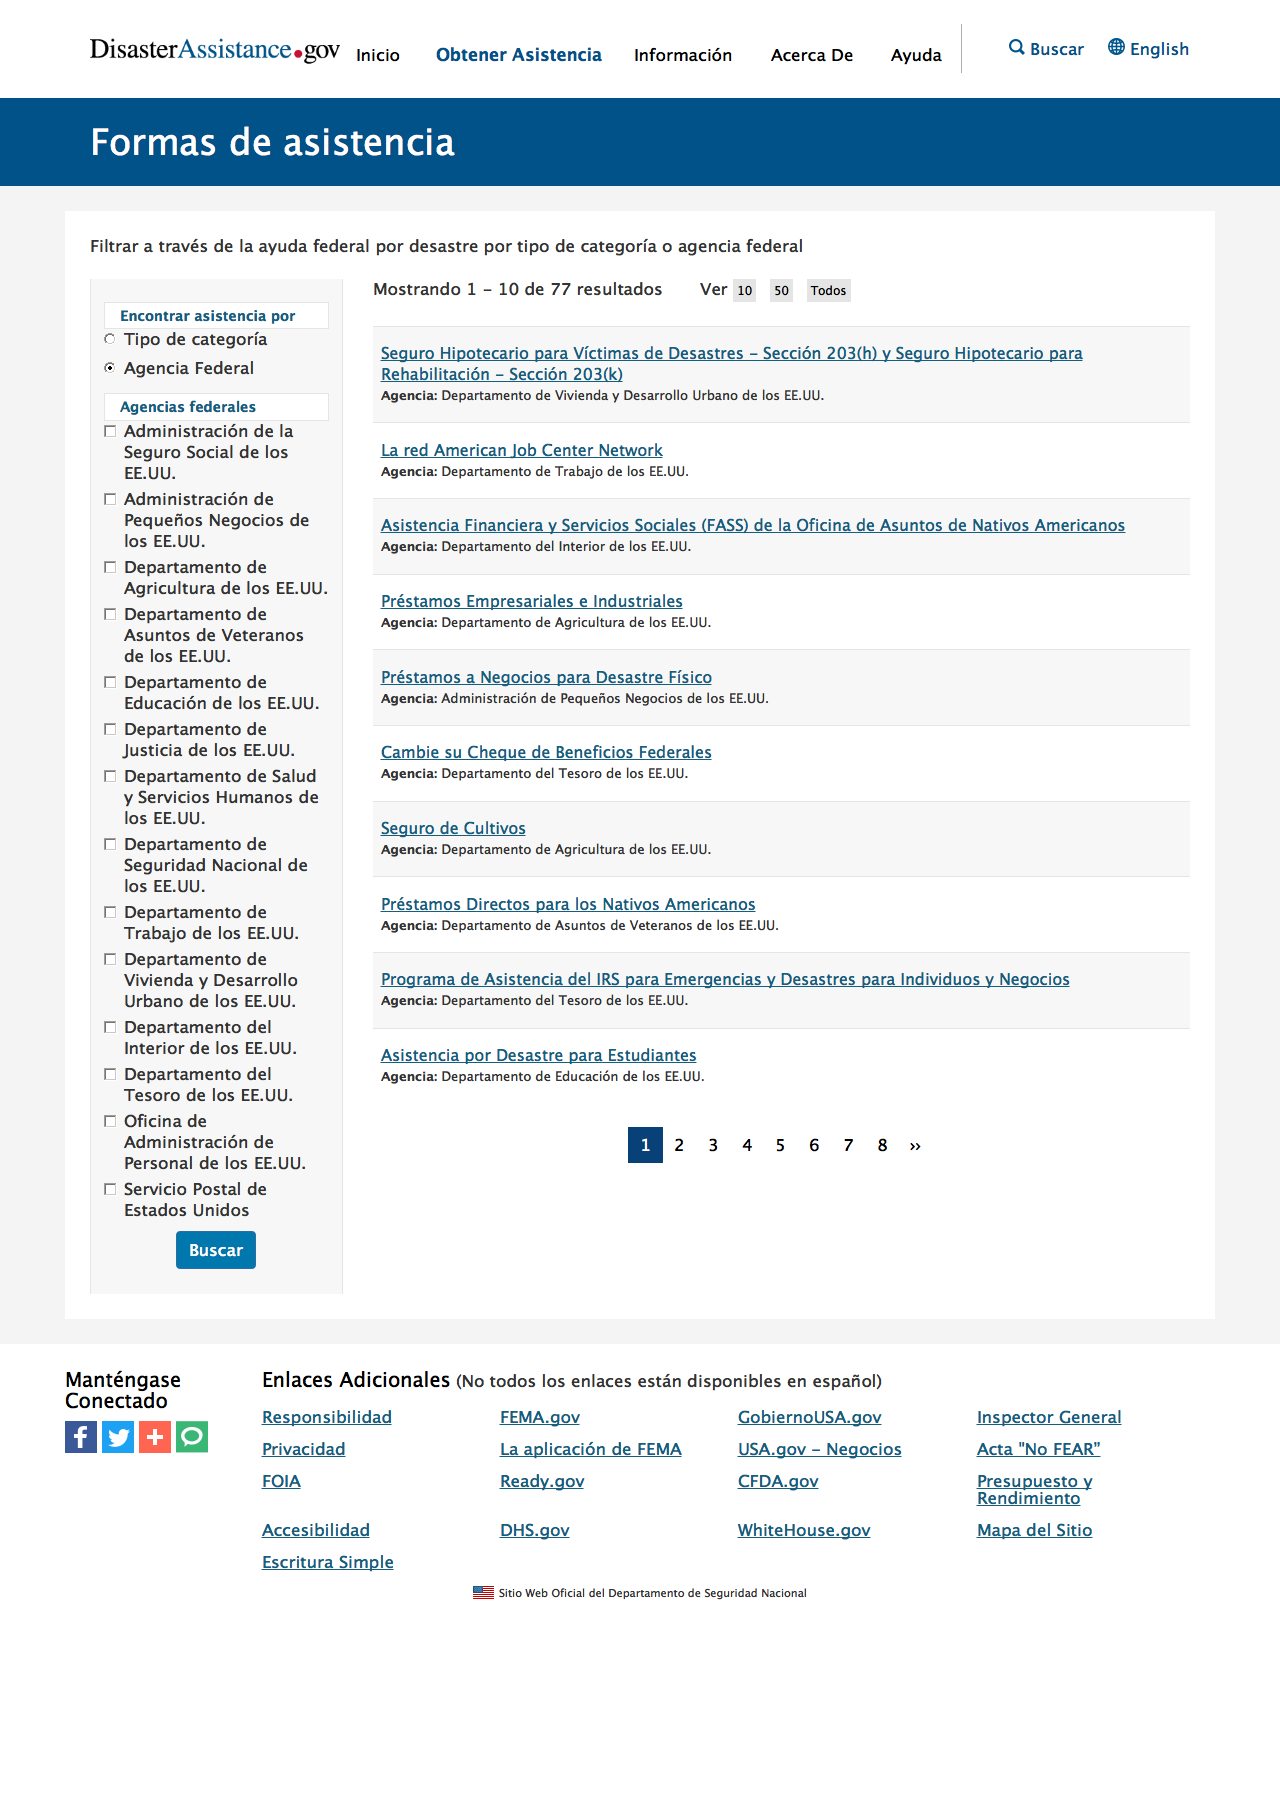 DisasterAssistance.gov
Inicio
Obtener Asistencia
Información
Acerca De
Ayuda
Buscar
English
Formas de asistencia
Filtrar a través de la ayuda federal por desastre por tipo de categoría o agencia federal
Encontrar asistencia por
Tipo de categoría
Agencia Federal
Agencias federales
Administración de la
Seguro Social de los
EE.UU.
Administración de
Pequeños Negocios de
los EE.UU.
Departamento de
Agricultura de los EE.UU.
Departamento de
Asuntos de Veteranos
de los EE.UU.
Departamento de
Educación de los EE.UU.
Departamento de
Justicia de los EE.UU.
Departamento de Salud
y Servicios Humanos de
los EE.UU.
Departamento de
Seguridad Nacional de
los EE.UU.
Departamento de
Trabajo de los EE.UU.
Departamento de
Vivienda y Desarrollo
Urbano de los EE.UU.
Departamento del
Interior de los EE.UU.
Departamento del
Tesoro de los EE.UU.
Oficina de
Administración de
Personal de los EE.UU.
Servicio Postal de
Estados Unidos
Buscar
Mostrando 1 - 10 de 77 resultados
Ver 10 50 Todos
Seguro Hipotecario para Víctimas de Desastres - Sección 203(h) y Seguro Hipotecario para
Rehabilitación - Sección 203(k)
Agencia: Departamento de Vivienda y Desarrollo Urbano de los EE.UU.
La red American Job Center Network
Agencia: Departamento de Trabajo de los EE.UU.
Asistencia Financiera y Servicios Sociales (FASS) de la Oficina de Asuntos de Nativos Americanos
Agencia: Departamento del Interior de los EE.UU.
Préstamos Empresariales e Industriales
Agencia: Departamento de Agricultura de los EE.UU.
Préstamos a Negocios para Desastre Físico
Agencia: Administración de Pequeños Negocios de los EE.UU.
Cambie su Cheque de Beneficios Federales
Agencia: Departamento del Tesoro de los EE.UU.
Seguro de Cultivos
Agencia: Departamento de Agricultura de los EE.UU.
Préstamos Directos para los Nativos Americanos
Agencia: Departamento de Asuntos de Veteranos de los EE.UU.
Programa de Asistencia del IRS para Emergencias y Desastres para Individuos y Negocios
Agencia: Departamento del Tesoro de los EE.UU.
Asistencia por Desastre para Estudiantes
Agencia: Departamento de Educación de los EE.UU.
1 2 3 4 5 6 7 8 ››
Manténgase
Conectado
Enlaces Adicionales (No todos los enlaces están disponibles en español)
Responsibilidad
FEMA.gov
GobiernoUSA.gov
Inspector General
Privacidad
La aplicación de FEMA
USA.gov - Negocios
Acta "No FEAR”
FOIA
Ready.gov
CFDA.gov
Presupuesto y
Rendimiento
Accesibilidad
DHS.gov
WhiteHouse.gov
Mapa del Sitio
Escritura Simple
Sitio Web Oficial del Departamento de Seguridad Nacional